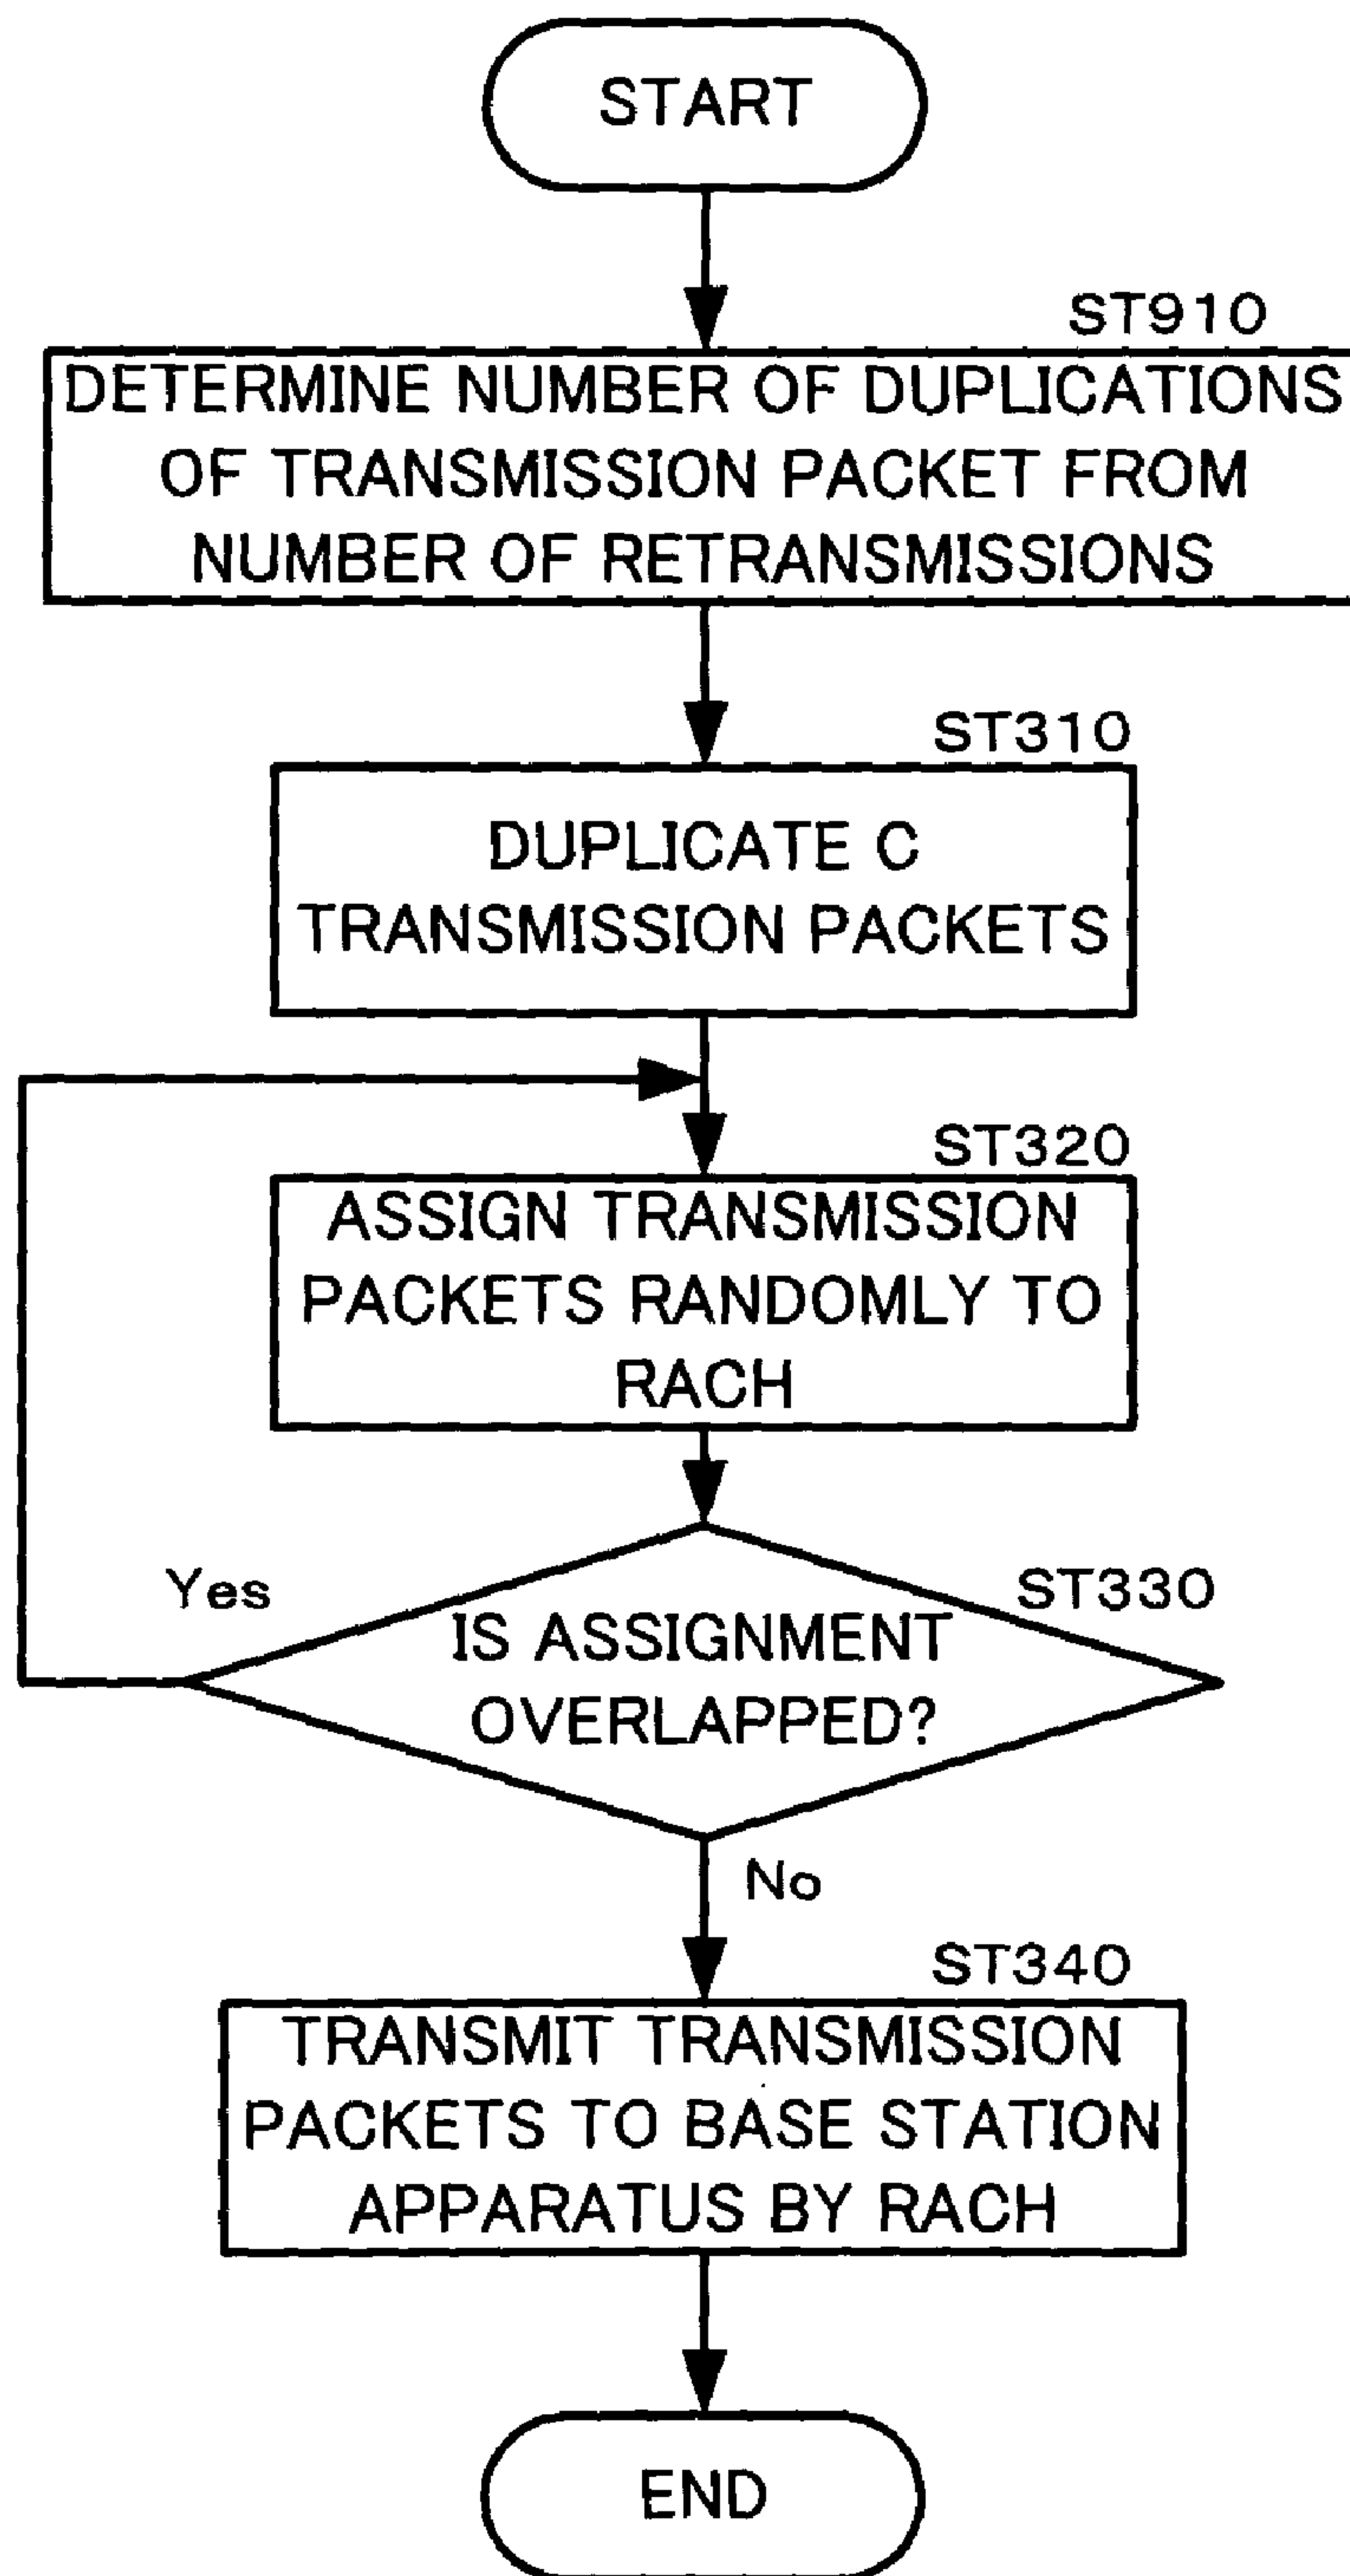 START
ST910
DETERMINE NUMBER OF DUPLICATIONS
OF TRANSMISSION PACKET FROM
NUMBER OF RETRANSMISSIONS
ST310
DUPLICATE C
TRANSMISSION PACKETS
ST320
ASSIGN TRANSMISSION
PACKETS RANDOMLY TO
RACH
Yes
ST330
IS ASSIGNMENT
OVERLAPPED?
No
ST340
TRANSMIT TRANSMISSION
PACKETS TO BASE STATION
APPARATUS BY RACH
END